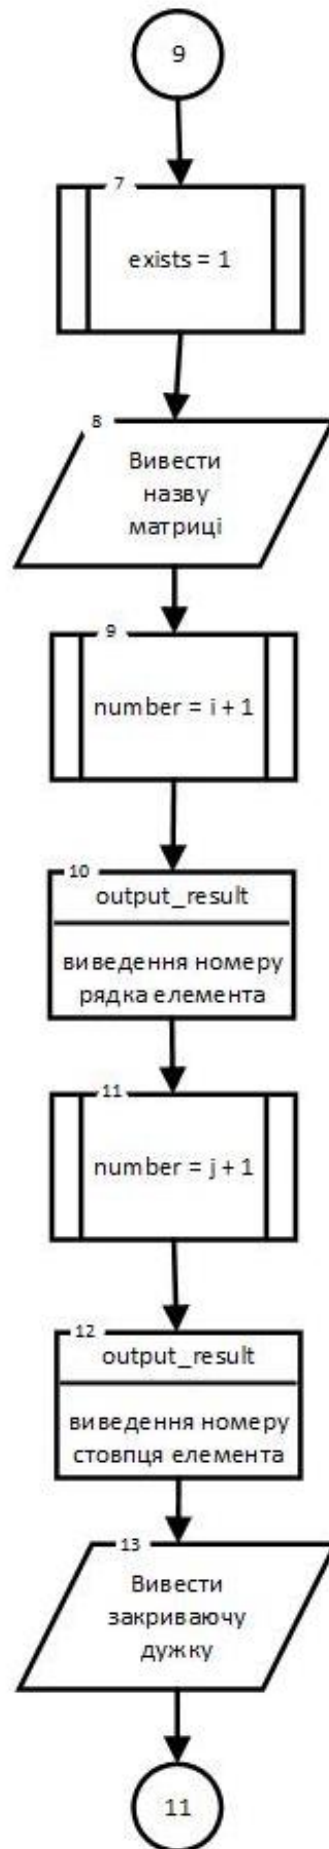 9
7
exists = 1
8
Вивести
назву
матриці
9
number = i + 1
10
output_result
виведення номеру
рядка елемента
11
number = j + 1
12
output_result
виведення номеру
стовпця елемента
13
Вивести
закриваючу
дужку
11